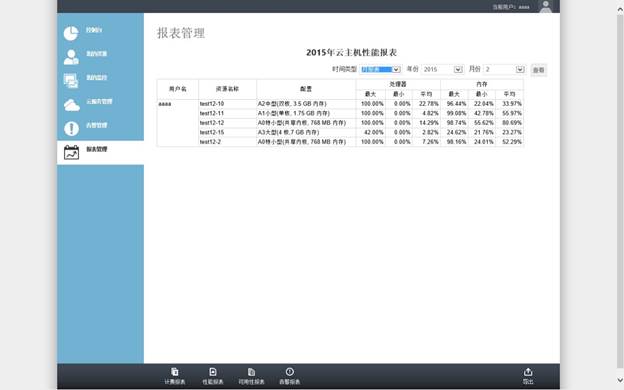 当前用户: aaaa
控制台
我的资源
我的监控
云服务管理
告警管理
报表管理
报表管理
2015年云主机性能报表
时间类型 月报表 年份 2015 月份 2 查看
用户名 资源名称 配置 处理器 内存
最大 最小 平均 最大 最小 平均
aaaa test12-10 A2中型(双核, 3.5 GB 内存) 100.00% 0.00% 22.78% 96.44% 22.04% 33.97%
test12-11 A1小型(单核, 1.75 GB 内存) 100.00% 0.00% 4.82% 99.08% 42.78% 55.97%
test12-12 A0特小型(共享内核, 768 MB 内存) 100.00% 0.00% 14.29% 98.74% 55.62% 80.69%
test12-15 A3大型(4 核,7 GB 内存) 42.00% 0.00% 2.82% 24.62% 21.76% 23.27%
test12-2 A0特小型(共享内核, 768 MB 内存) 100.00% 0.00% 7.26% 98.16% 24.01% 52.29%
计费报表 性能报表 可用性报表 告警报表 导出